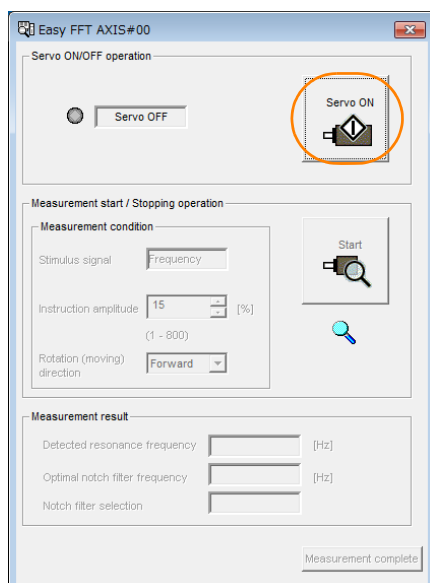 Easy FFT AXIS#00
Servo ON/OFF operation
Servo OFF
Servo ON
Measurement start / Stopping operation
Measurement condition
Stimulus signal
Frequency
Start
Instruction amplitude
15
[%]
(1 - 800)
Rotation (moving)
direction
Forward
Measurement result
Detected resonance frequency
[Hz]
Optimal notch filter frequency
[Hz]
Notch filter selection
Measurement complete